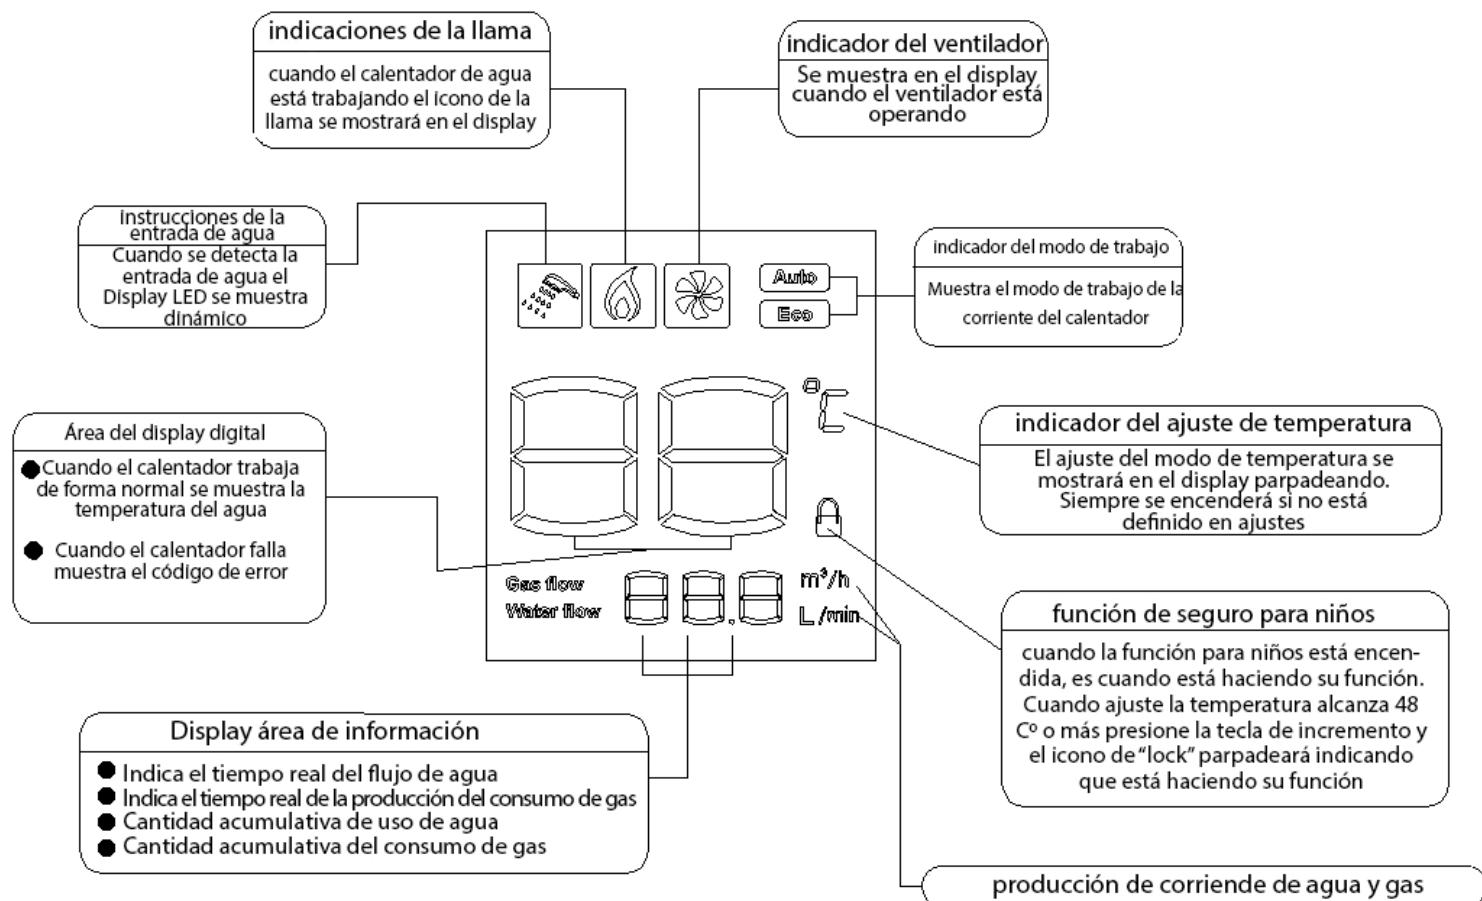 indicaciones de la llama
cuando el calentador de agua
está trabajando el icono de la
llama se mostrará en el display
indicador del ventilador
Se muestra en el display
cuando el ventilador está
operando
instrucciones de la
entrada de agua
Cuando se detecta la
entrada de agua el
Display LED se muestra
dinámico
Auto
Eco
indicador del modo de trabajo
Muestra el modo de trabajo de la
corriente del calentador
Área del display digital
Cuando el calentador trabaja
de forma normal se muestra la
temperatura del agua
Cuando el calentador falla
muestra el código de error
°C
indicador del ajuste de temperatura
El ajuste del modo de temperatura se
mostrará en el display parpadeando.
Siempre se encenderá si no está
definido en ajustes
Gas flow
Water flow
88.8
m³/h
L/min
función de seguro para niños
cuando la función para niños está encen-
dida, es cuando está haciendo su función.
Cuando ajuste la temperatura alcanza 48
Cº o más presione la tecla de incremento y
el icono de “lock” parpadeará indicando
que está haciendo su función
Display área de información
Indica el tiempo real del flujo de agua
Indica el tiempo real de la producción del consumo de gas
Cantidad acumulativa de uso de agua
Cantidad acumulativa del consumo de gas
producción de corriende de agua y gas